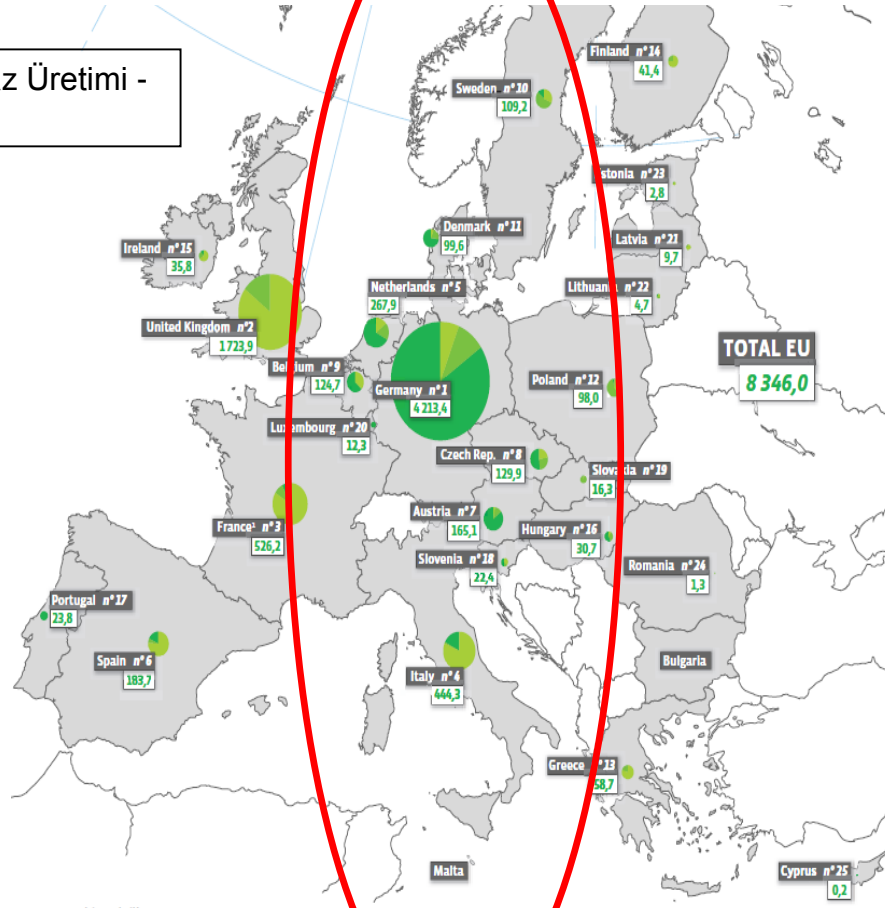 az Üretimi -
Finland n°14
41,4
Sweden n°10
109,2
Estonia n°23
2,8
Denmark n°11
99,6
Latvia n°21
9,7
Ireland n°15
35,8
Netherlands n°5
267,9
Lithuania n°22
4,7
United Kingdom n°2
1 723,9
TOTAL EU
8 346,0
Belgium n°9
124,7
Germany n°1
4 213,4
Poland n°12
98,0
Luxembourg n°20
12,3
Czech Rep. n°8
129,9
Slovakia n°19
16,3
France¹ n°3
526,2
Austria n°7
165,1
Hungary n°16
30,7
Slovenia n°18
22,4
Romania n°24
1,3
Portugal n°17
23,8
Spain n°6
183,7
Italy n°4
444,3
Bulgaria
Greece n°13
58,7
Malta
Cyprus n°25
0,2